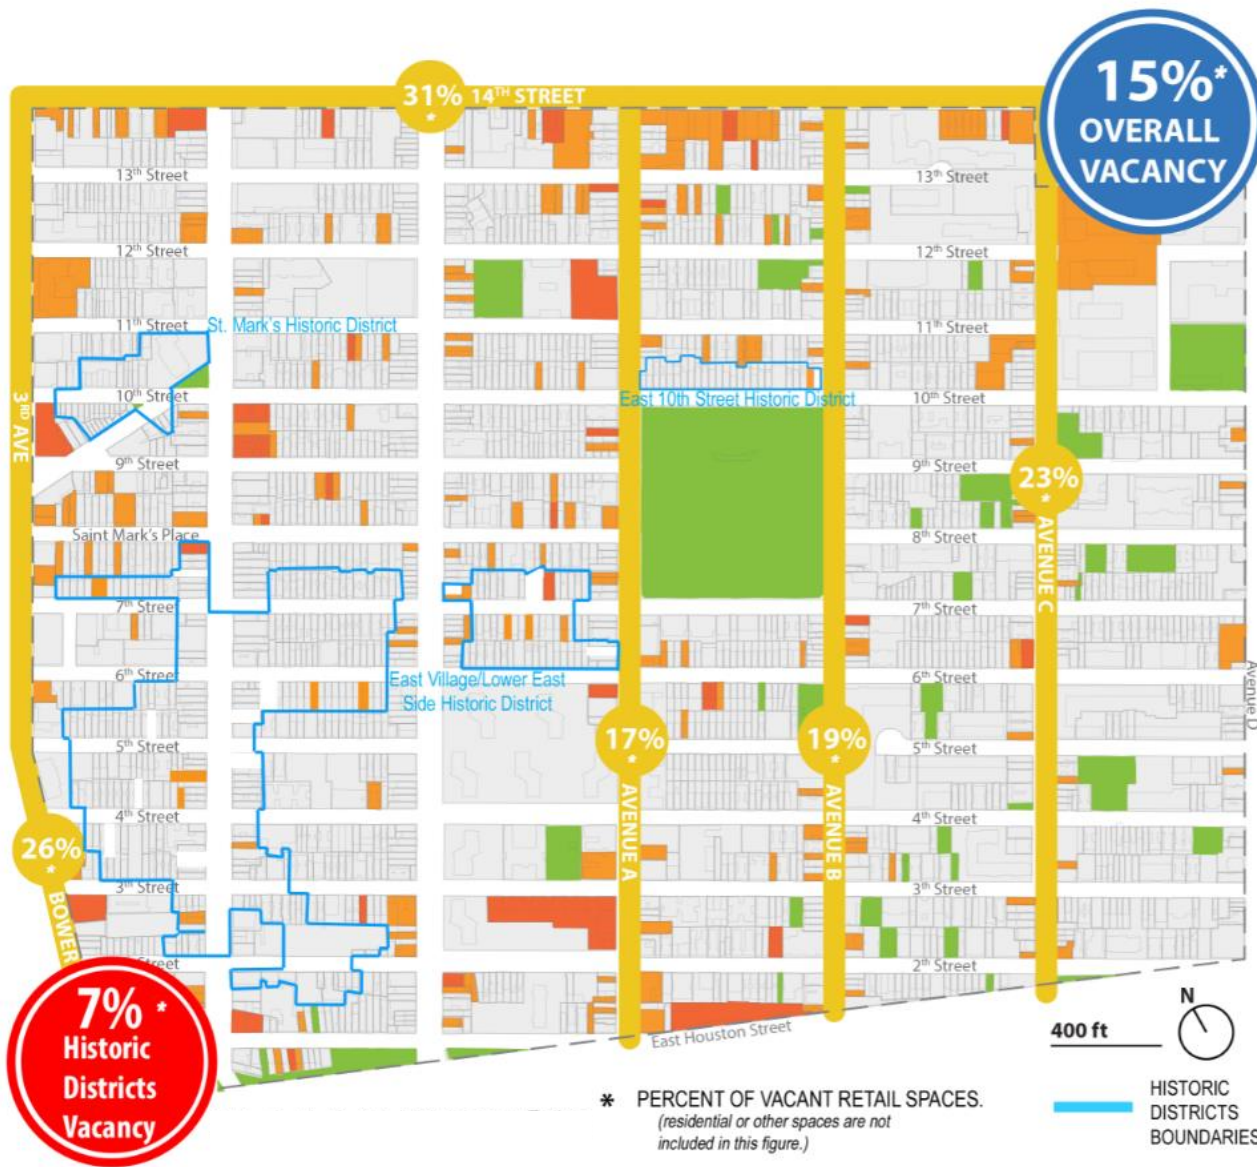 31% 14TH STREET
*
15%*
OVERALL
VACANCY
13th Street
13th Street
12th Street
12th Street
11th Street
St. Mark's Historic District
11th Street
3RD AVE
10th Street
East 10th Street Historic District
10th Street
9th Street
9th Street
23%
*
AVENUE C
Saint Mark's Place
8th Street
7th Street
7th Street
6th Street
East Village/Lower East
Side Historic District
6th Street
Avenue D
5th Street
17%
*
AVENUE A
19%
*
AVENUE B
5th Street
4th Street
4th Street
26%
*
BOWER
3rd Street
3rd Street
Street
2nd Street
7% *
Historic
Districts
Vacancy
East Houston Street
400 ft
N
* PERCENT OF VACANT RETAIL SPACES.
(residential or other spaces are not
included in this figure.)
HISTORIC
DISTRICTS
BOUNDARIES